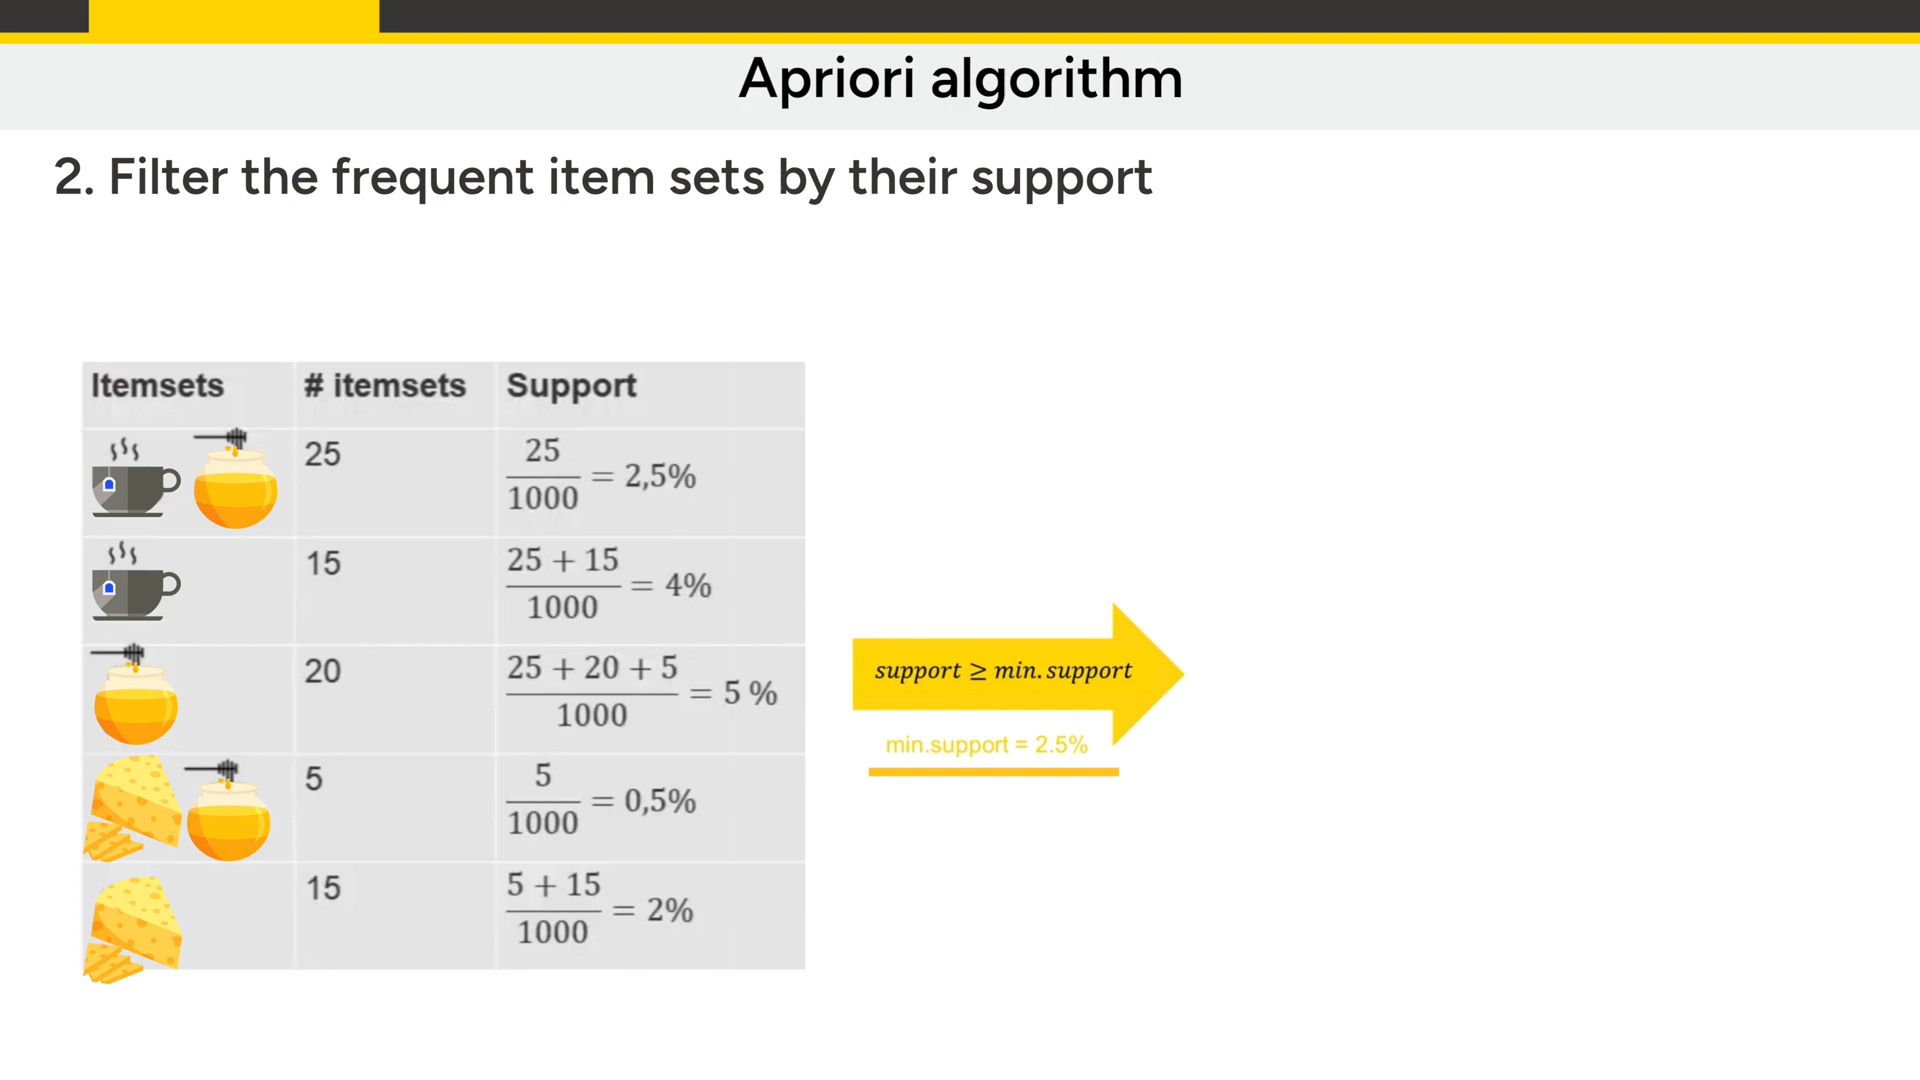 Apriori algorithm
2. Filter the frequent item sets by their support
Itemsets # itemsets Support
25 25/1000 = 2,5%
15 25 + 15/1000 = 4%
20 25 + 20 + 5/1000 = 5 %
5 5/1000 = 0,5%
15 5 + 15/1000 = 2%
support ≥ min. support
min.support = 2.5%